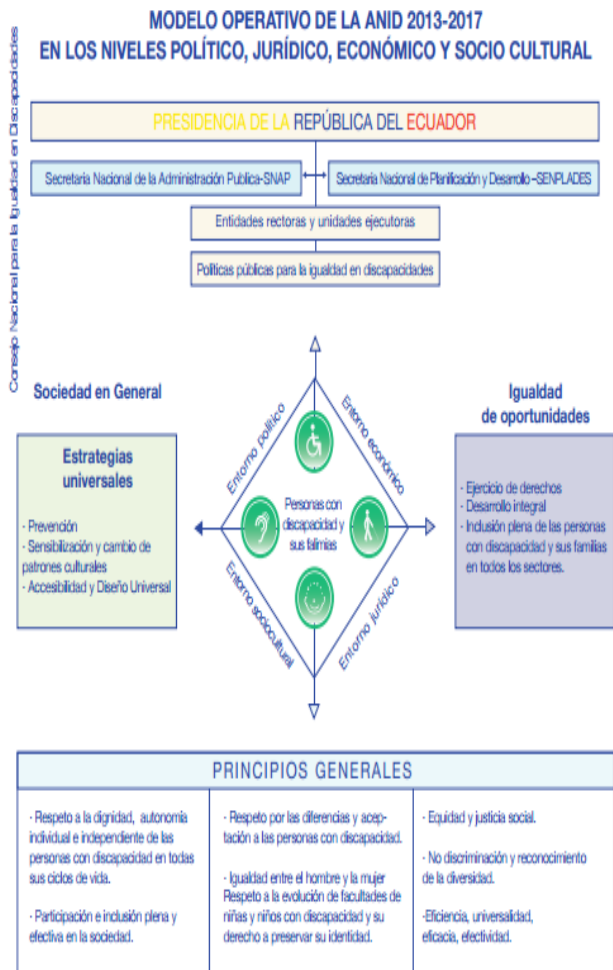 MODELO OPERATIVO DE LA ANID 2013-2017
EN LOS NIVELES POLÍTICO, JURÍDICO, ECONÓMICO Y SOCIO CULTURAL
Consejo Nacional para la Igualdad en Discapacidades
PRESIDENCIA DE LA REPÚBLICA DEL ECUADOR
Secretaria Nacional de la Administración Publica-SNAP
Secretaria Nacional de Planificación y Desarrollo –SENPLADES
Entidades rectoras y unidades ejecutoras
Políticas públicas para la igualdad en discapacidades
Sociedad en General
Estrategias
universales
- Prevención
- Sensibilización y cambio de
patrones culturales
- Accesibilidad y Diseño Universal
Entorno político
Entorno económico
Personas con
discapacidad y
sus falimias
Entorno sociocultural
Entorno jurídico
Igualdad
de oportunidades
- Ejercicio de derechos
- Desarrollo integral
- Inclusión plena de las personas
con discapacidad y sus familias
en todos los sectores.
PRINCIPIOS GENERALES
- Respeto a la dignidad, autonomía
individual e independiente de las
personas con discapacidad en todas
sus ciclos de vida.
- Participación e inclusión plena y
efectiva en la sociedad.
- Respeto por las diferencias y acep-
tación a las personas con discapacidad.
- Igualdad entre el hombre y la mujer
Respeto a la evolución de facultades de
niñas y niños con discapacidad y su
derecho a preservar su identidad.
- Equidad y justicia social.
- No discriminación y reconocimiento
de la diversidad.
-Eficiencia, universalidad,
eficacia, efectividad.